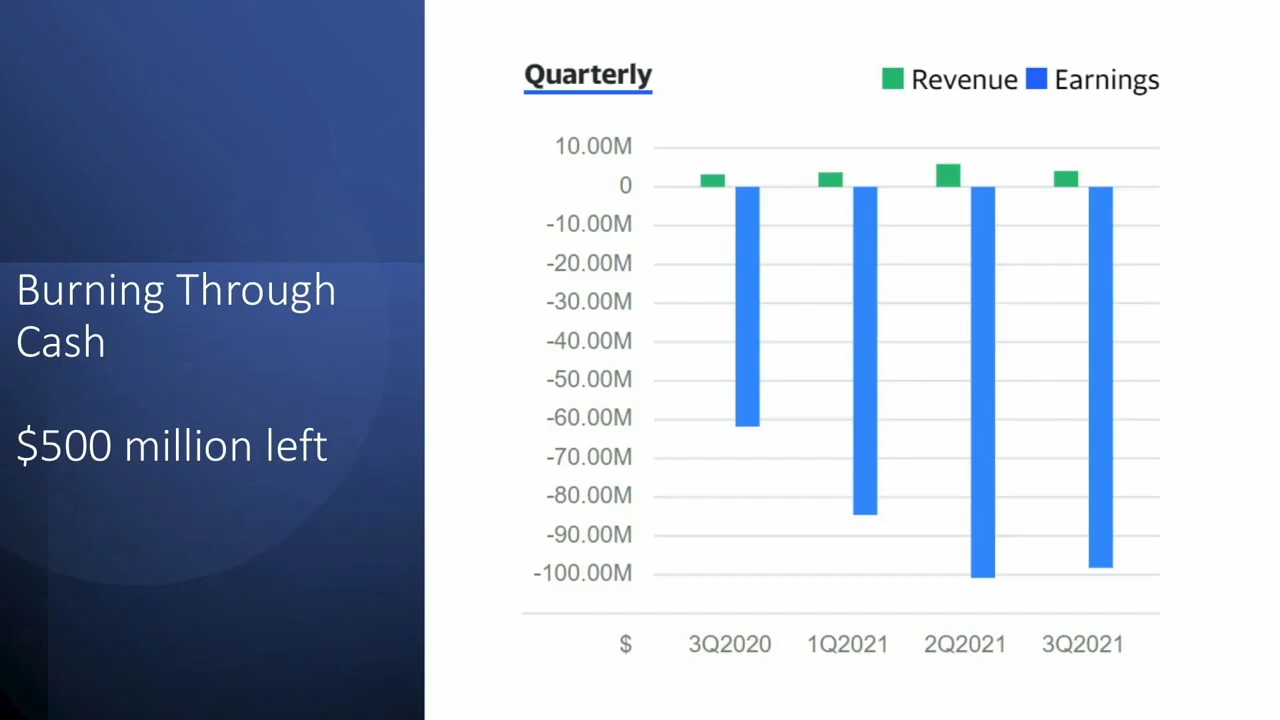 Burning Through
Cash
$500 million left
Quarterly
Revenue Earnings
10.00M
0
-10.00M
-20.00M
-30.00M
-40.00M
-50.00M
-60.00M
-70.00M
-80.00M
-90.00M
-100.00M
$ 3Q2020 1Q2021 2Q2021 3Q2021